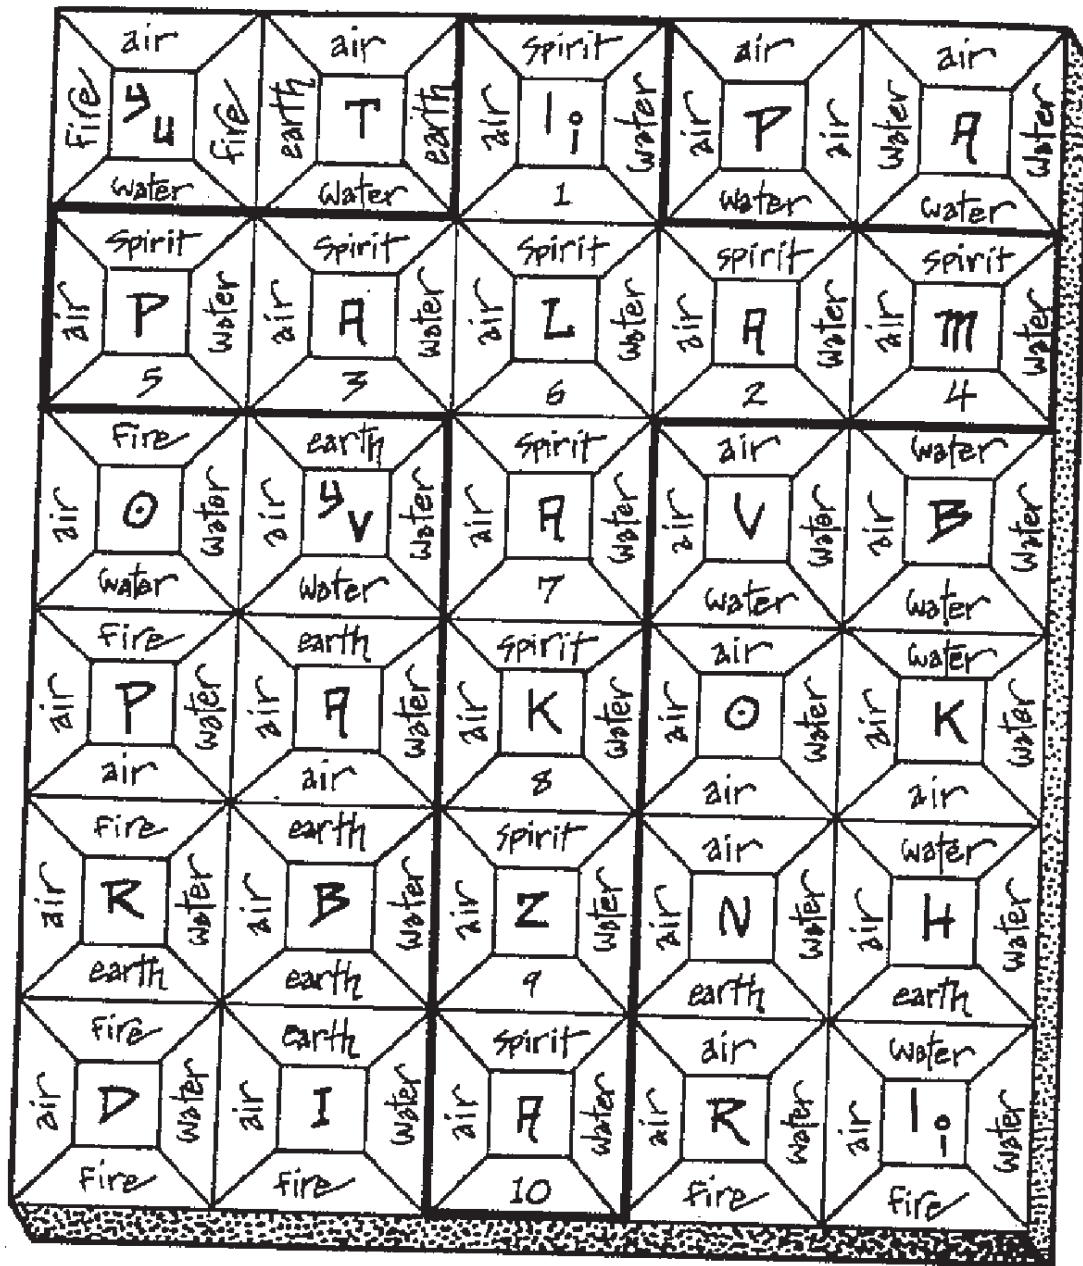 air air spirit air air
Fire y u fire earth T earth air l i water air P air water A water
water water 1 water water
spirit spirit spirit spirit spirit
air P water air A water air L water air A water air m water
5 3 6 2 4
Fire earth spirit air water
air O water air y v water air A water air V water air B water
water water 7 water water
Fire earth spirit air water
air P water air A water air K water air O water air K water
air air 8 air air
Fire earth spirit air water
air R water air B water air Z water air N water air H water
earth earth 9 earth earth
Fire earth spirit air water
air D water air I water air A water air R water air l i water
Fire fire 10 fire fire